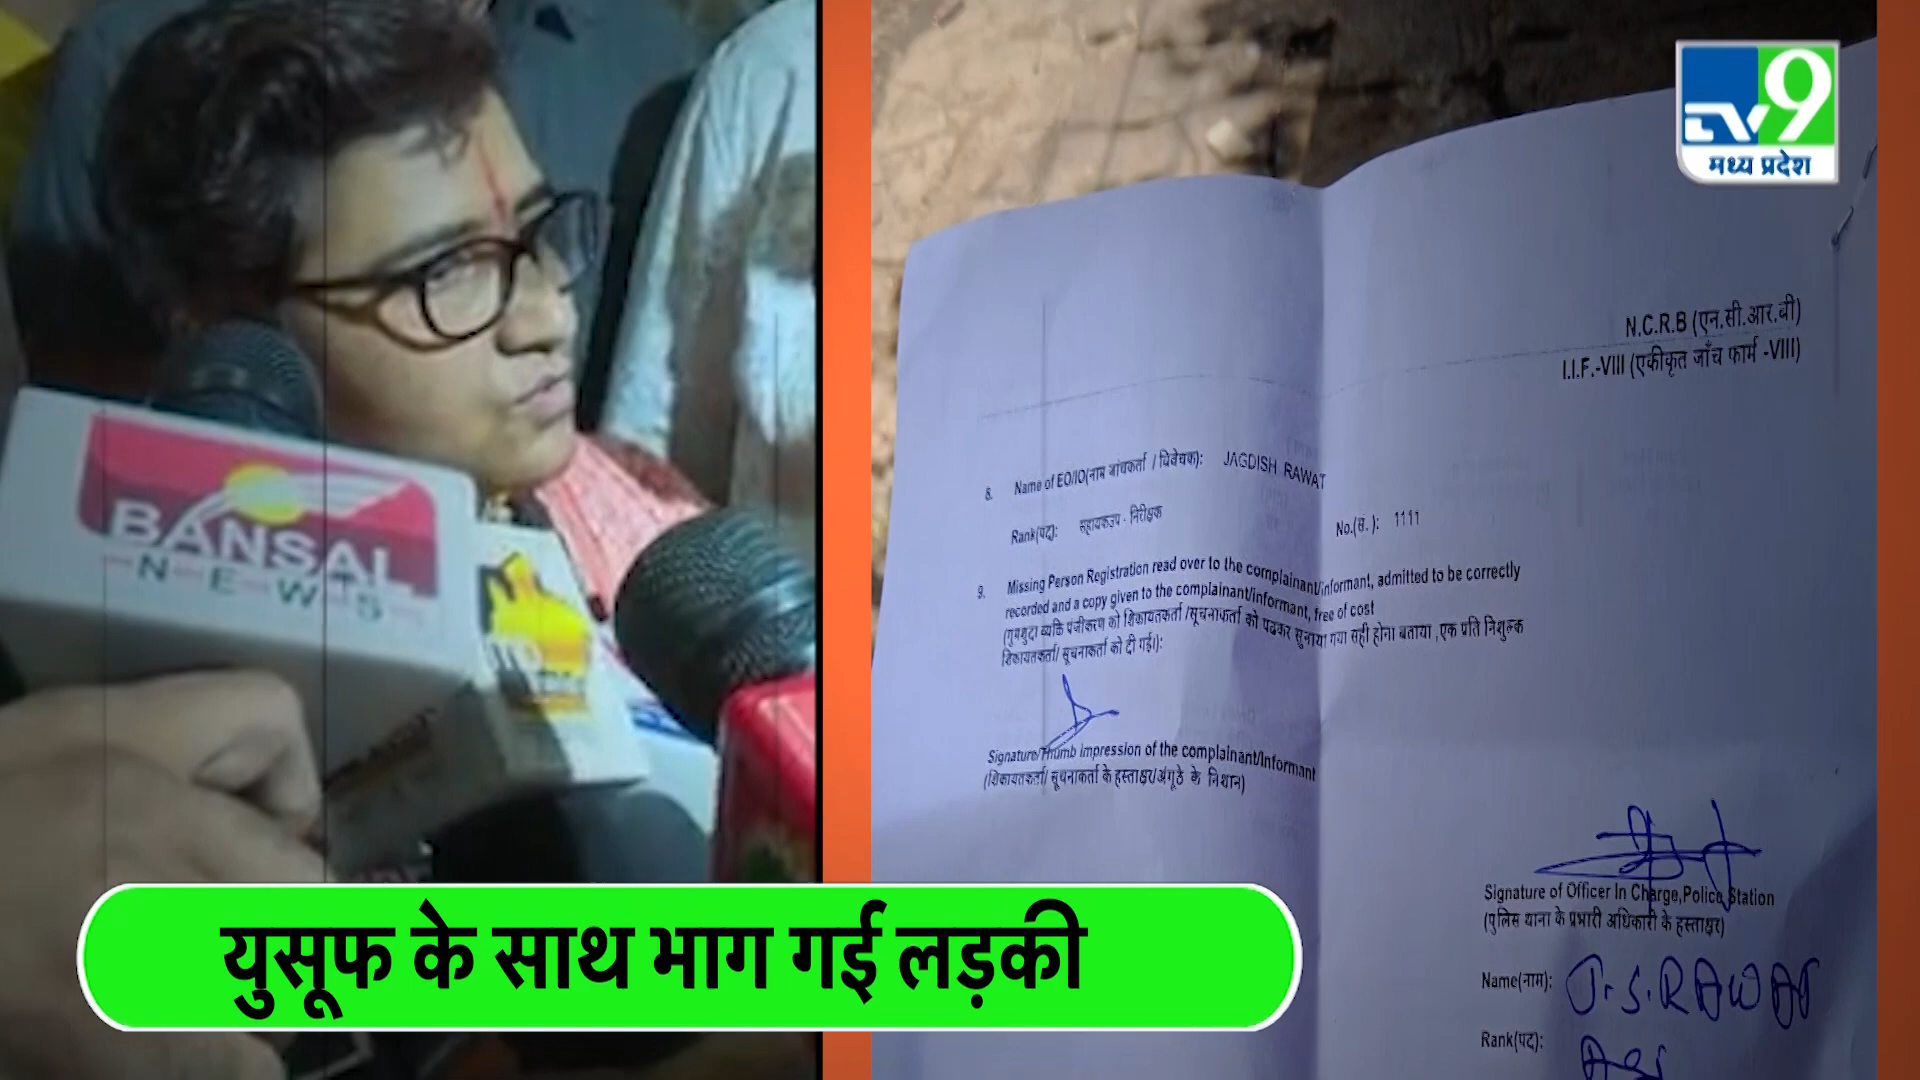 TV9
मध्य प्रदेश
BANSAL
NEWS
N.C.R.B (एन.सी.आर.बी)
I.I.F.-VIII (एकीकृत जाँच फार्म -VIII)
8. Name of EO/IO(नाम जांचकर्ता / विवेचक): JAGDISH RAWAT
Rank(पद): सहायकउप - निरीक्षक No.(सं.): 1111
9. Missing Person Registration read over to the complainant/informant, admitted to be correctly
recorded and a copy given to the complainant/informant, free of cost
(गुमशुदा व्यक्ति पंजीकरण को शिकायतकर्ता /सूचनाकर्ता को पढकर सुनाया गया सही होना बताया ,एक प्रति निशुल्क
शिकायतकर्ता/ सूचनाकर्ता को दी गई।):
Signature/Thumb impression of the complainant/Informant
(शिकायतकर्ता/ सूचनाकर्ता के हस्ताक्षर/अंगूठे के निशान)
Signature of Officer In Charge,Police Station
(पुलिस थाना के प्रभारी अधिकारी के हस्ताक्षर)
Name(नाम): J.S.RAWAT
Rank(पद):
युसूफ के साथ भाग गई लड़की